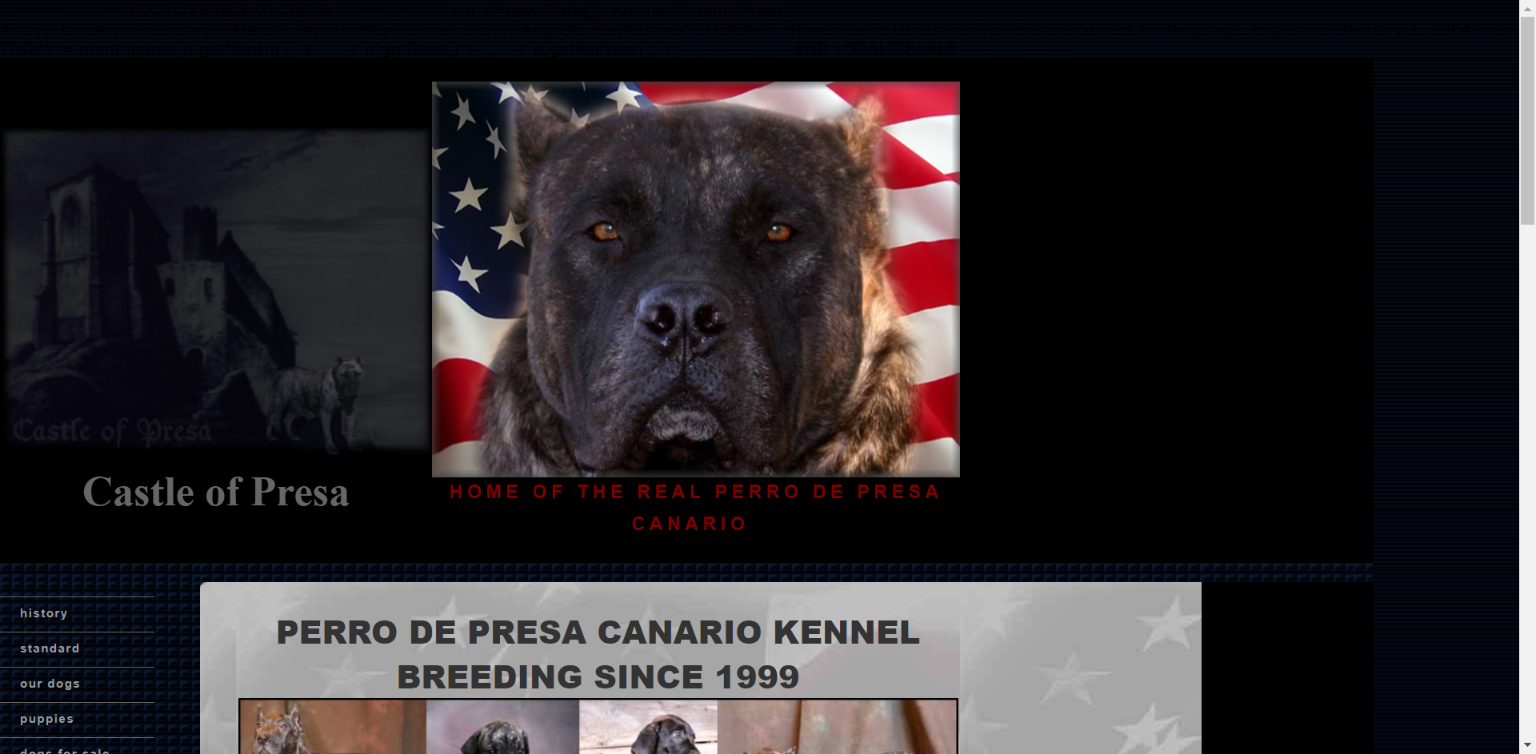 Castle of Presa
Castle of Presa
HOME OF THE REAL PERRO DE PRESA
CANARIO
history
standard
our dogs
puppies
dogs for sale
PERRO DE PRESA CANARIO KENNEL
BREEDING SINCE 1999